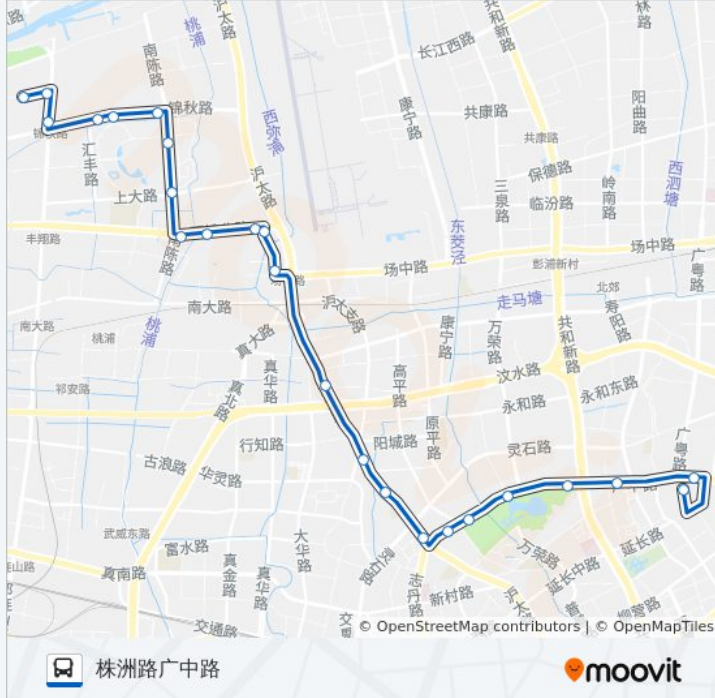 南陈路
桃浦
沪太路
共和新路
林路
长江西路
锦秋路
西弥浦
康宁路
共康路
阳曲路
汇丰路
共康路
保德路
西泗塘
上大路
沪太路
三泉路
临汾路
岭南路
东茭泾
丰翔路
南陈路
场中路
场中路
彭浦新村
广粤路
南大路
沪太支路
走马塘
北郊
寿阳路
南大路
桃浦
桃浦
真大路
康宁路
万荣路
共和新路
真华路
高平路
汶水路
祁安路
真北路
永和路
永和东路
行知路
阳城路
原平路
灵石路
广粤路
古浪路
华灵路
武威东路
富水路
大华路
万荣路
延长路
真南路
真金路
真华路
志丹路
新村路
延长中路
交通路
© OpenStreetMap contributors | © OpenMapTiles
株洲路广中路
moovit